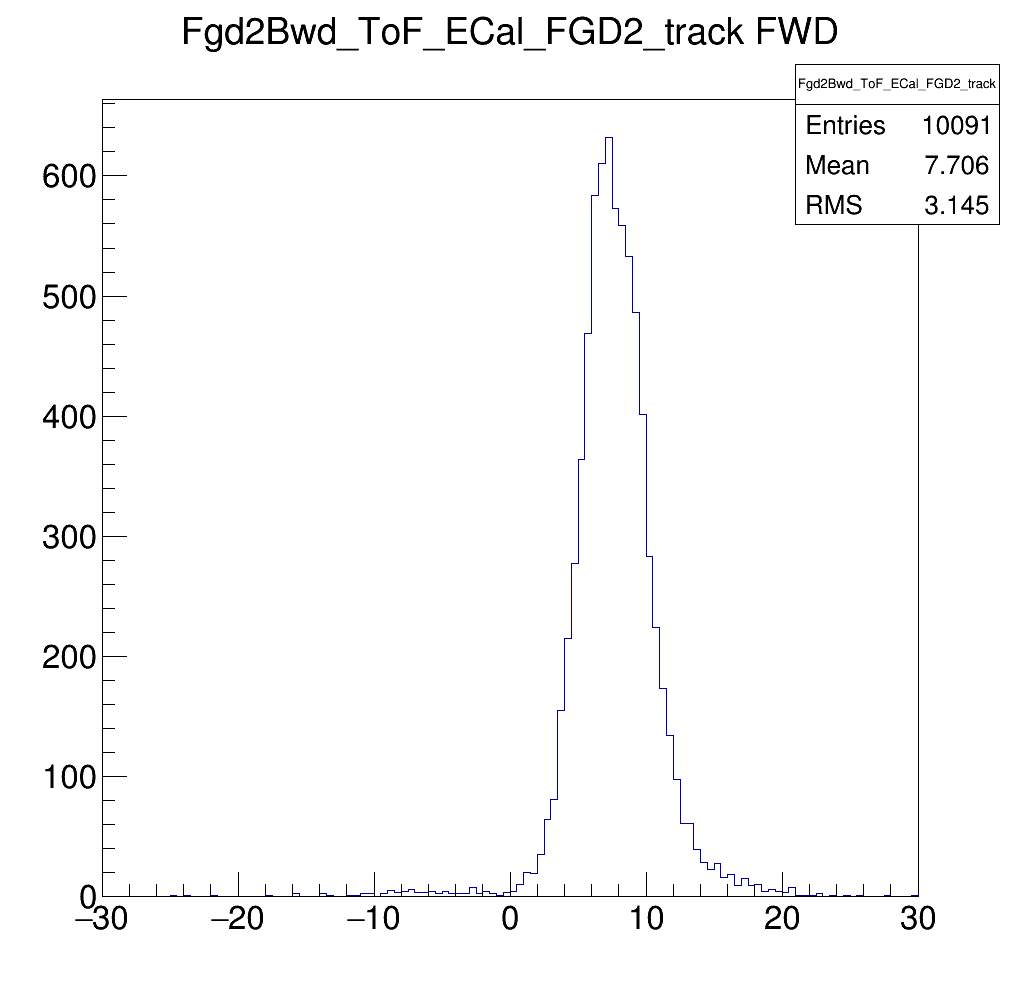 Fgd2Bwd_ToF_ECal_FGD2_track FWD
Fgd2Bwd_ToF_ECal_FGD2_track
Entries 10091
Mean 7.706
RMS 3.145
600
500
400
300
200
100
0
−30 −20 −10 0 10 20 30